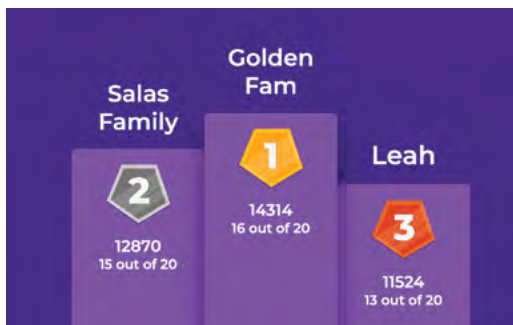 Golden
Fam
1
14314
16 out of 20
Salas
Family
2
12870
15 out of 20
Leah
3
11524
13 out of 20